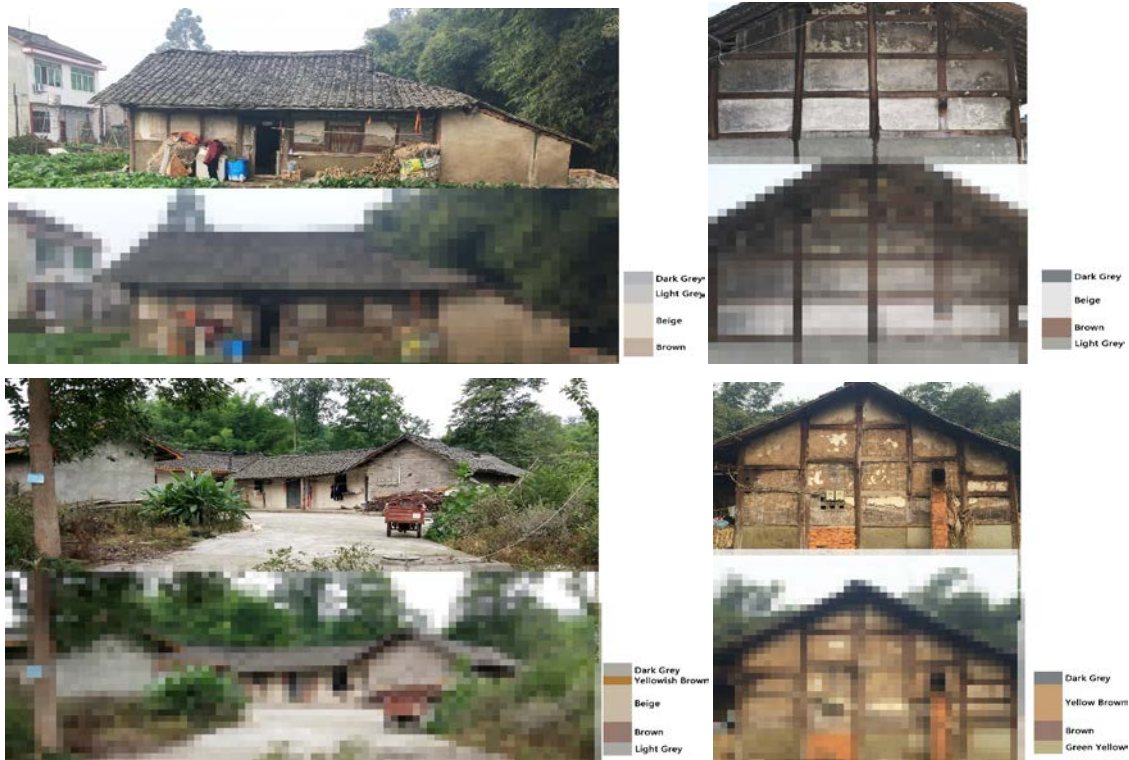 Dark Grey
Light Grey
Beige
Brown
Dark Grey
Beige
Brown
Light Grey
Dark Grey
Yellowish Brown
Beige
Brown
Light Grey
Dark Grey
Yellow Brown
Brown
Green Yellow